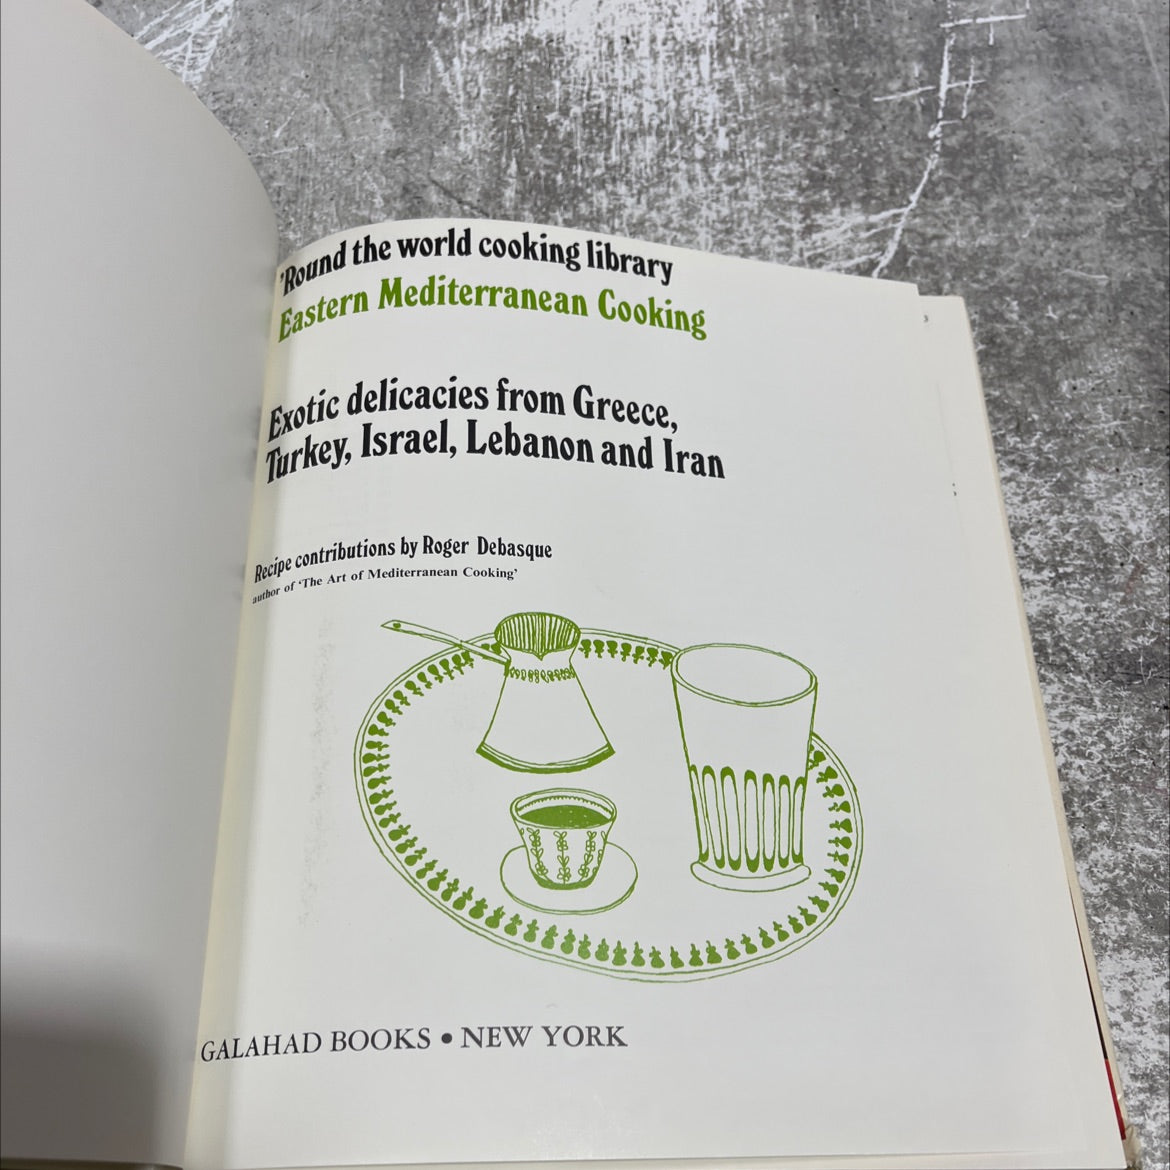 'Round the world cooking library
Eastern Mediterranean Cooking
Exotic delicacies from Greece,
Turkey, Israel, Lebanon and Iran
Recipe contributions by Roger Debasque
author of 'The Art of Mediterranean Cooking'
GALAHAD BOOKS • NEW YORK